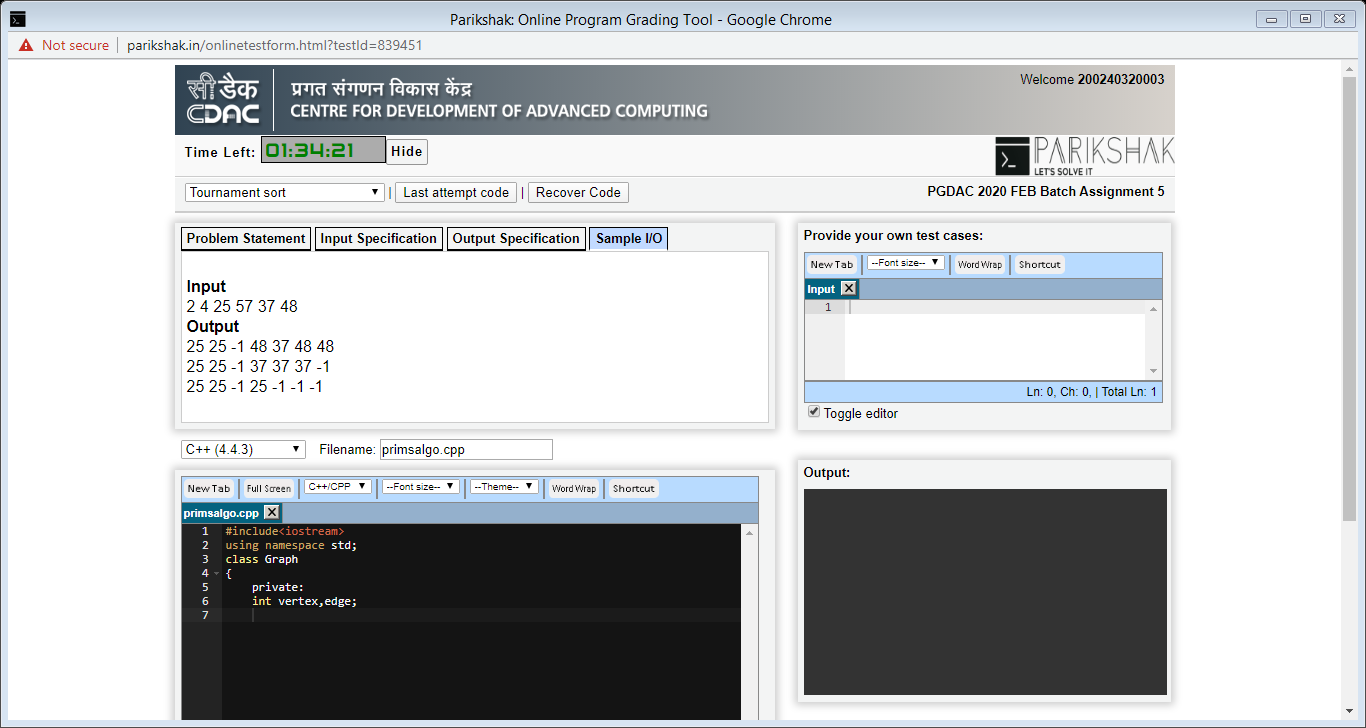 Parikshak: Online Program Grading Tool - Google Chrome
Not secure | parikshak.in/onlinetestform.html?testId=839451
सी डैक
CDAC
प्रगत संगणन विकास केंद्र
CENTRE FOR DEVELOPMENT OF ADVANCED COMPUTING
Welcome 200240320003
Time Left: 01:34:21 Hide
PARIKSHAK
LET'S SOLVE IT
Tournament sort | Last attempt code | Recover Code
PGDAC 2020 FEB Batch Assignment 5
Problem Statement Input Specification Output Specification Sample I/O
Input
2 4 25 57 37 48
Output
25 25 -1 48 37 48 48
25 25 -1 37 37 37 -1
25 25 -1 25 -1 -1 -1
Provide your own test cases:
New Tab --Font size-- Word Wrap Shortcut
Input
1
Ln: 0, Ch: 0, | Total Ln: 1
Toggle editor
C++ (4.4.3) Filename: primsalgo.cpp
New Tab Full Screen C++/CPP --Font size-- --Theme-- Word Wrap Shortcut
primsalgo.cpp
1 #include<iostream>
2 using namespace std;
3 class Graph
4 {
5 private:
6 int vertex,edge;
7
Output: